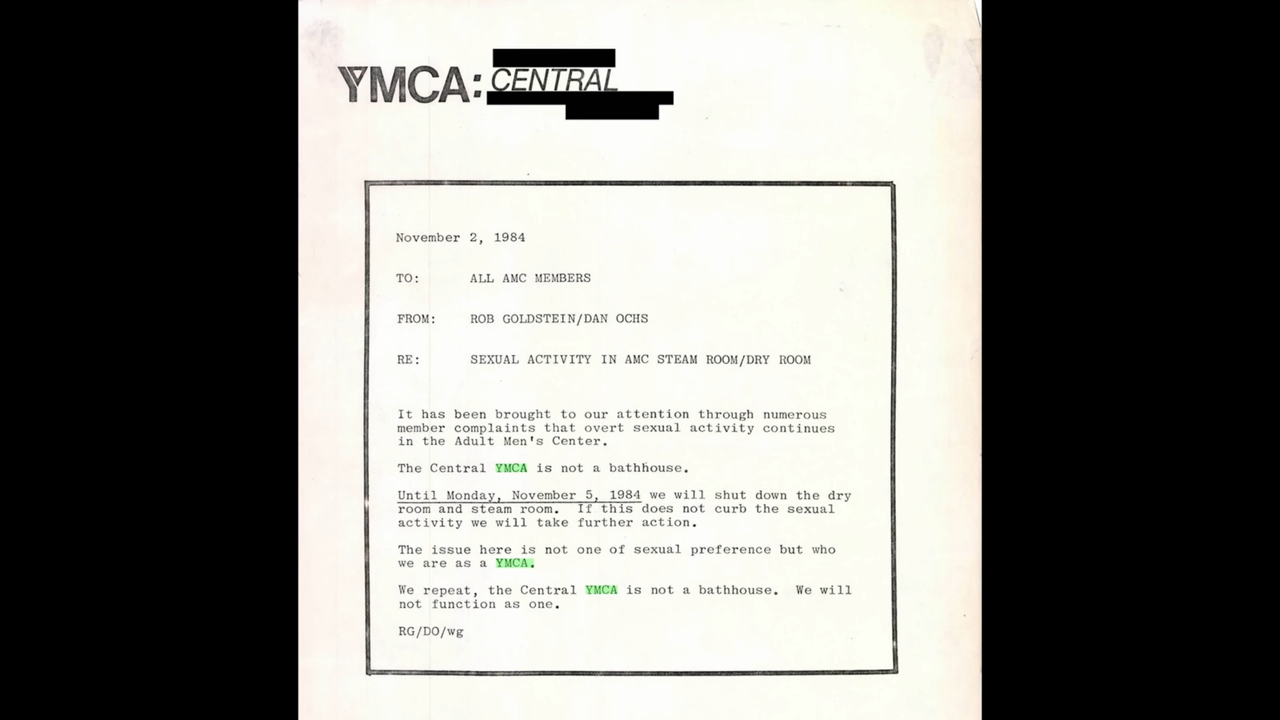 YMCA: CENTRAL
November 2, 1984
TO: ALL AMC MEMBERS
FROM: ROB GOLDSTEIN/DAN OCHS
RE: SEXUAL ACTIVITY IN AMC STEAM ROOM/DRY ROOM
It has been brought to our attention through numerous
member complaints that overt sexual activity continues
in the Adult Men's Center.
The Central YMCA is not a bathhouse.
Until Monday, November 5, 1984 we will shut down the dry
room and steam room. If this does not curb the sexual
activity we will take further action.
The issue here is not one of sexual preference but who
we are as a YMCA.
We repeat, the Central YMCA is not a bathhouse. We will
not function as one.
RG/DO/wg